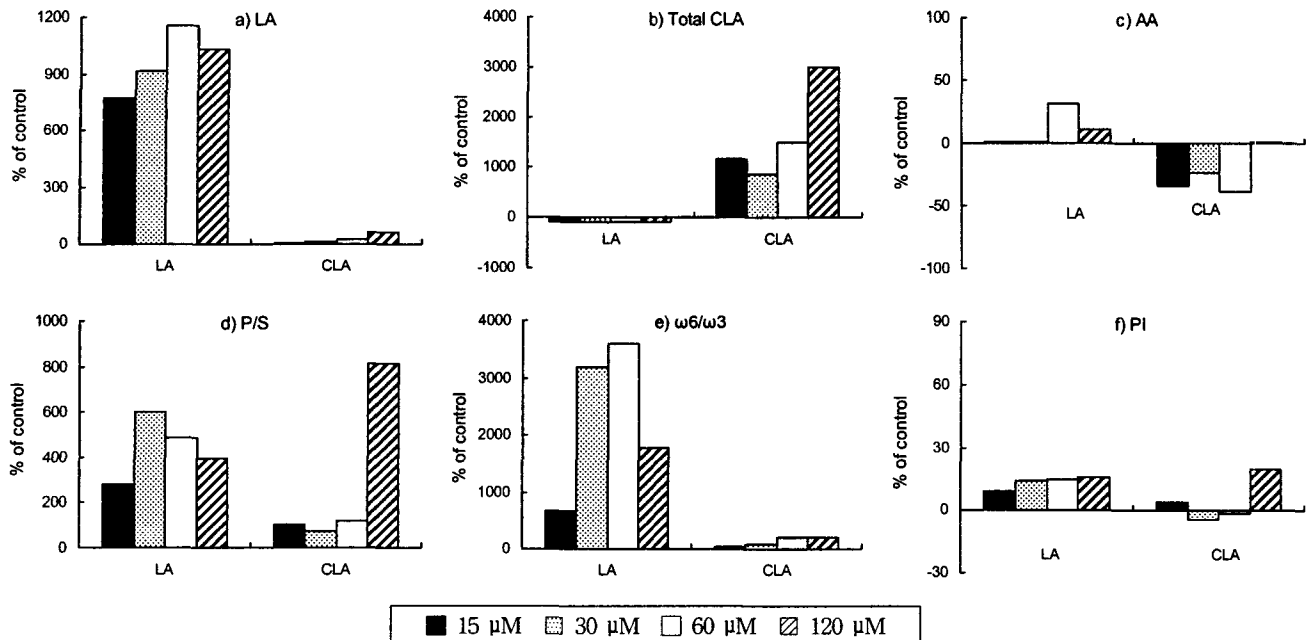 a) LA
% of control
1200
900
600
300
0
LA
CLA
b) Total CLA
% of control
4000
3000
2000
1000
0
-1000
LA
CLA
c) AA
% of control
100
50
0
-50
-100
LA
CLA
d) P/S
% of control
1000
800
600
400
200
0
LA
CLA
e) ω6/ω3
% of control
4000
3000
2000
1000
0
LA
CLA
f) PI
% of control
90
60
30
0
-30
LA
CLA
15 μM 30 μM 60 μM 120 μM